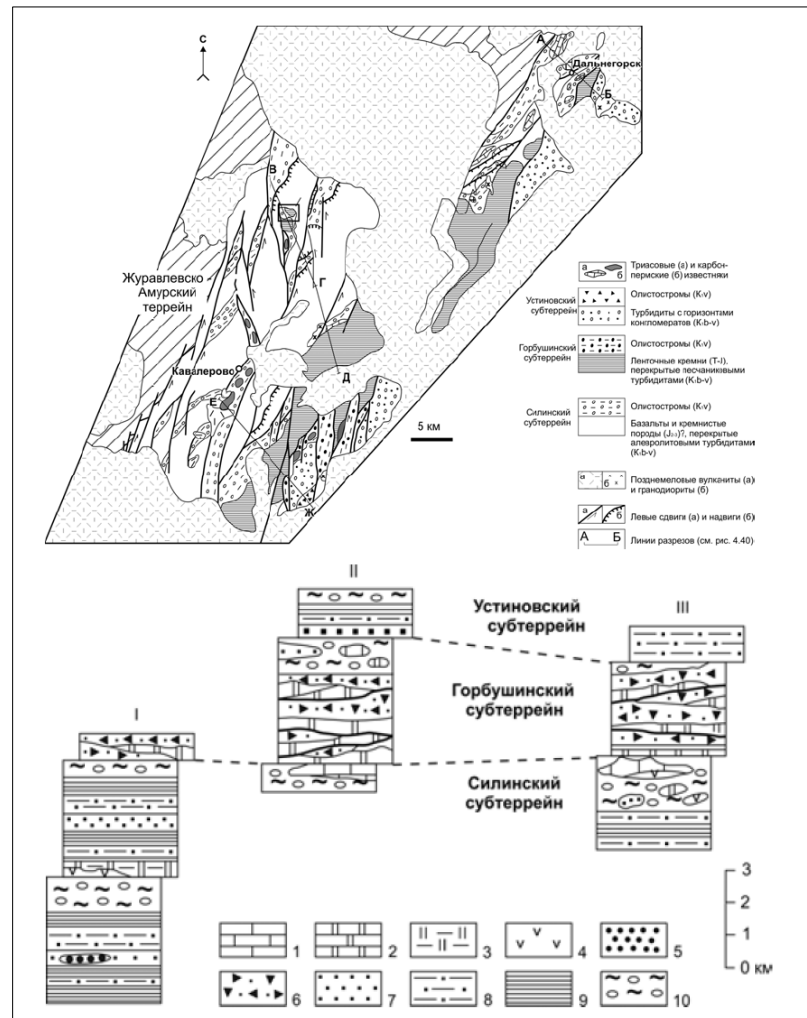 С
А
Дальнегорск
Б
В
Журавлевско
Амурский
террейн
Г
Кавалерово
Д
Е
Ж
5 км
а
б
Триасовые (а) и карбон-
пермские (б) известняки
Устиновский
субтеррейн
Олистостромы (K₁v)
Турбидиты с горизонтами
конгломератов (K₁b-v)
Горбушинский
субтеррейн
Олистостромы (K₁v)
Ленточные кремни (T-J),
перекрытые песчаниковыми
турбидитами (K₁b-v)
Силинский
субтеррейн
Олистостромы (K₁v)
Базальты и кремнистые
породы (J₂₋₃)?, перекрытые
алевролитовыми турбидитами
(K₁b-v)
а
б
Позднемеловые вулканиты (а)
и гранодиориты (б)
а
б
Левые сдвиги (а) и надвиги (б)
А Б
Линии разрезов (см. рис. 4.40)
II
Устиновский
субтеррейн
III
Горбушинский
субтеррейн
I
Силинский
субтеррейн
3
2
1
0 км
1 2 3 4 5
6 7 8 9 10